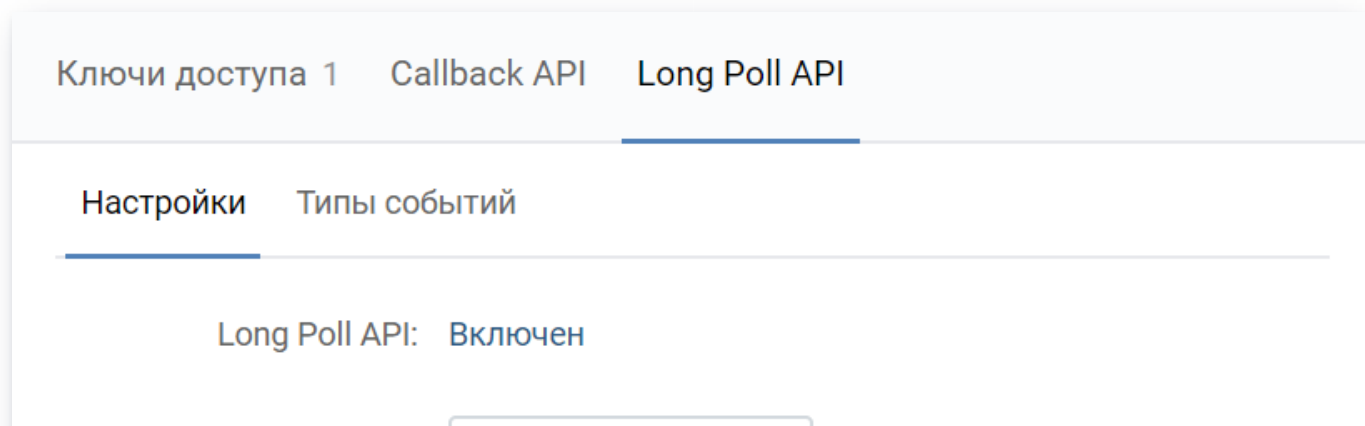 Ключи доступа 1 Callback API Long Poll API
Настройки Типы событий
Long Poll API: Включен